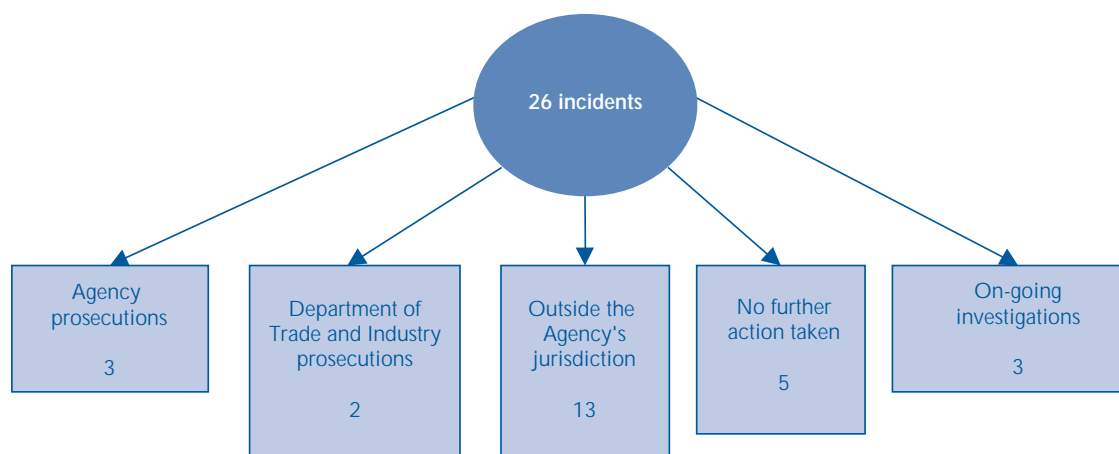 26 incidents
Agency
prosecutions
3
Department of
Trade and Industry
prosecutions
2
Outside the
Agency's
jurisdiction
13
No further
action taken
5
On-going
investigations
3